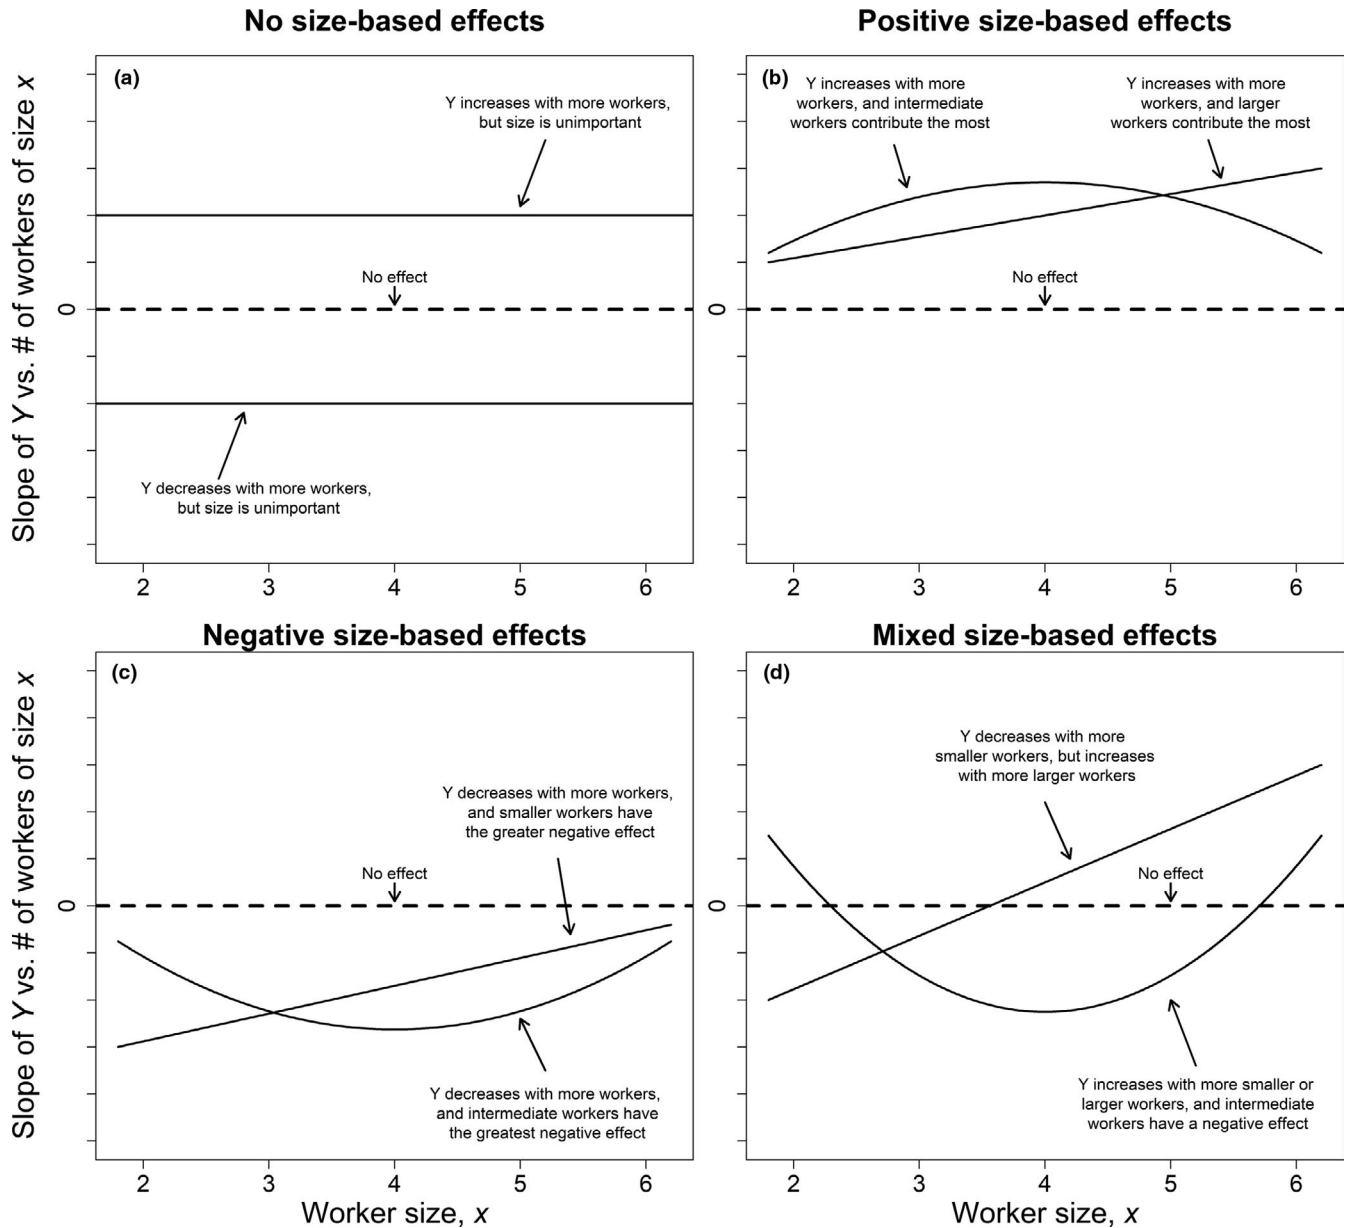 No size-based effects
Positive size-based effects
Slope of Y vs. # of workers of size x
(a)
Y increases with more workers,
but size is unimportant
No effect
0
Y decreases with more workers,
but size is unimportant
2 3 4 5 6
(b)
Y increases with more
workers, and intermediate
workers contribute the most
Y increases with more
workers, and larger
workers contribute the most
No effect
0
2 3 4 5 6
Negative size-based effects
Mixed size-based effects
Slope of Y vs. # of workers of size x
(c)
Y decreases with more workers,
and smaller workers have
the greater negative effect
No effect
0
Y decreases with more workers,
and intermediate workers have
the greatest negative effect
2 3 4 5 6
Worker size, x
(d)
Y decreases with more
smaller workers, but increases
with more larger workers
No effect
0
Y increases with more smaller or
larger workers, and intermediate
workers have a negative effect
2 3 4 5 6
Worker size, x